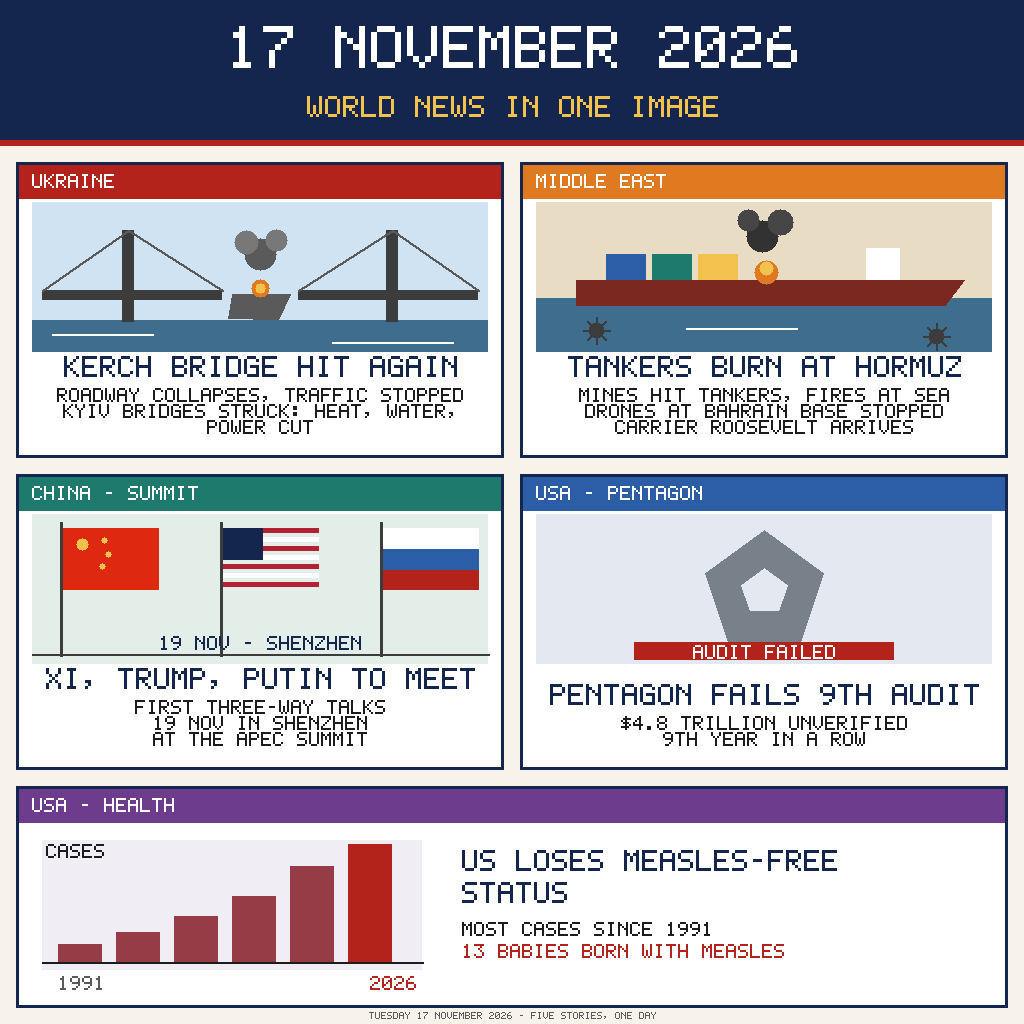 17 NOVEMBER 2026
WORLD NEWS IN ONE IMAGE
UKRAINE
KERCH BRIDGE HIT AGAIN
ROADWAY COLLAPSES, TRAFFIC STOPPED
KYIV BRIDGES STRUCK: HEAT, WATER,
POWER CUT
MIDDLE EAST
TANKERS BURN AT HORMUZ
MINES HIT TANKERS, FIRES AT SEA
DRONES AT BAHRAIN BASE STOPPED
CARRIER ROOSEVELT ARRIVES
CHINA - SUMMIT
19 NOV - SHENZHEN
XI, TRUMP, PUTIN TO MEET
FIRST THREE-WAY TALKS
19 NOV IN SHENZHEN
AT THE APEC SUMMIT
USA - PENTAGON
AUDIT FAILED
PENTAGON FAILS 9TH AUDIT
$4.8 TRILLION UNVERIFIED
9TH YEAR IN A ROW
USA - HEALTH
CASES
1991
2026
US LOSES MEASLES-FREE
STATUS
MOST CASES SINCE 1991
13 BABIES BORN WITH MEASLES
TUESDAY 17 NOVEMBER 2026 - FIVE STORIES, ONE DAY